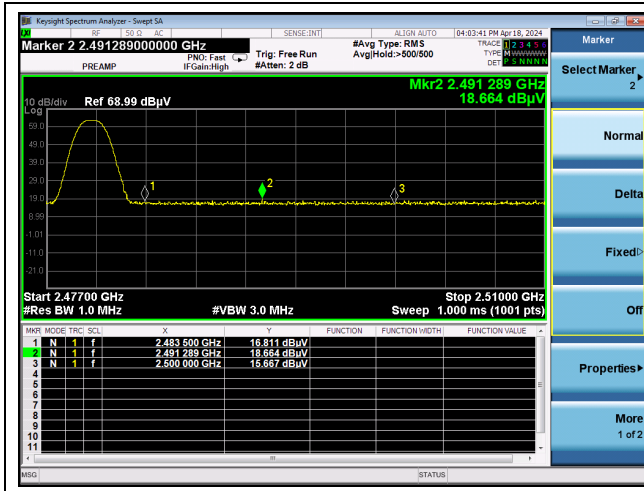 Keysight Spectrum Analyzer - Swept SA
RF 50 Ω AC SENSE:INT ALIGN AUTO 04:03:41 PM Apr 18, 2024
Marker 2 2.491289000000 GHz #Avg Type: RMS TRACE 1 2 3 4 5 6
PNO: Fast Trig: Free Run Avg|Hold:>500/500 TYPE M WWWWW
PREAMP IFGain:High #Atten: 2 dB DET P S N N N N
Mkr2 2.491 289 GHz
10 dB/div Ref 68.99 dBµV 18.664 dBµV
Log
59.0
49.0
39.0
29.0
19.0
8.99
-1.01
-11.0
-21.0
1
2
3
Start 2.47700 GHz Stop 2.51000 GHz
#Res BW 1.0 MHz #VBW 3.0 MHz Sweep 1.000 ms (1001 pts)
MKR MODE TRC SCL X Y FUNCTION FUNCTION WIDTH FUNCTION VALUE
1 N 1 f 2.483 500 GHz 16.811 dBµV
2 N 1 f 2.491 289 GHz 18.664 dBµV
3 N 1 f 2.500 000 GHz 15.667 dBµV
4
5
6
7
8
9
10
11
MSG STATUS
Marker
Select Marker
2
Normal
Delta
Fixed
Off
Properties
More
1 of 2